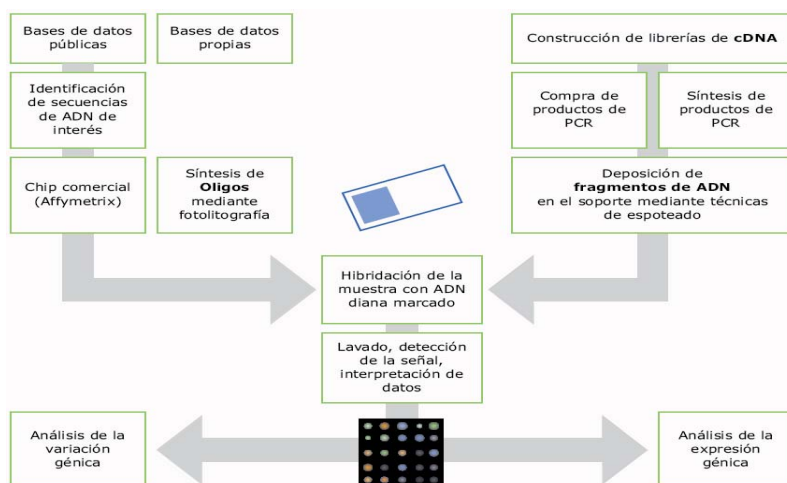 Bases de datos
públicas
Bases de datos
propias
Construcción de librerías de cDNA
Identificación
de secuencias
de ADN de
interés
Compra de
productos de
PCR
Síntesis de
productos de
PCR
Chip comercial
(Affymetrix)
Síntesis de
Oligos
mediante
fotolitografía
Deposición de
fragmentos de ADN
en el soporte mediante técnicas
de espoteado
Hibridación de la
muestra con ADN
diana marcado
Lavado, detección
de la señal,
interpretación de
datos
Análisis de la
variación
génica
Análisis de la
expresión
génica